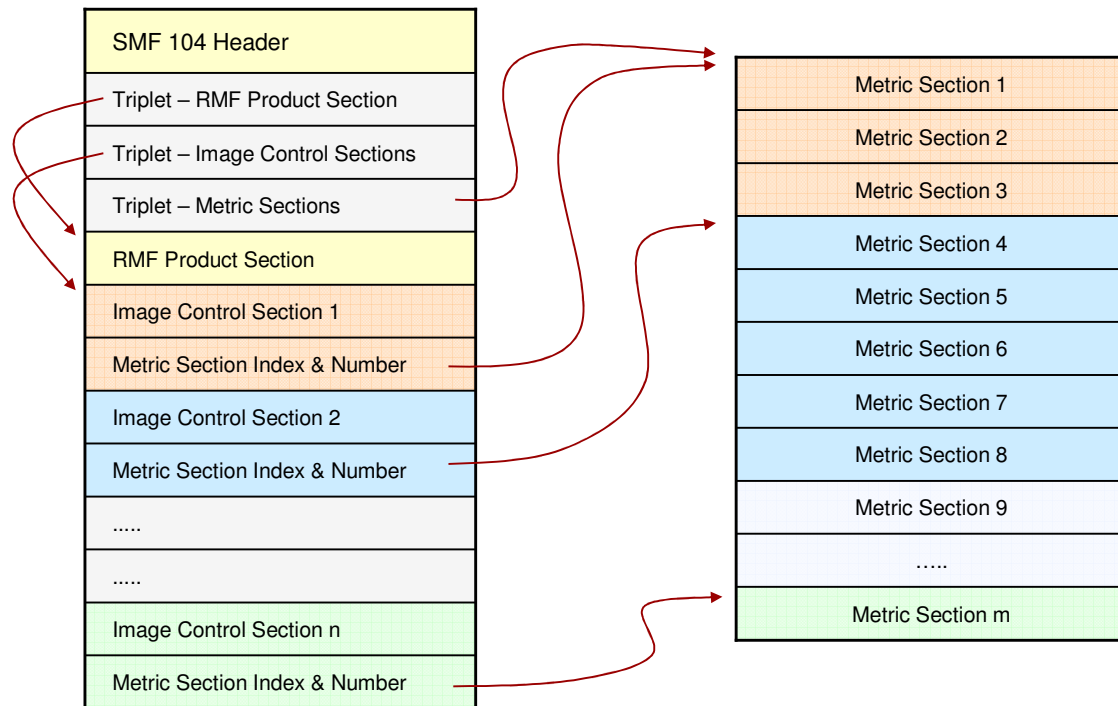 SMF 104 Header
Triplet – RMF Product Section
Triplet – Image Control Sections
Triplet – Metric Sections
RMF Product Section
Image Control Section 1
Metric Section Index & Number
Image Control Section 2
Metric Section Index & Number
.....
.....
Image Control Section n
Metric Section Index & Number
Metric Section 1
Metric Section 2
Metric Section 3
Metric Section 4
Metric Section 5
Metric Section 6
Metric Section 7
Metric Section 8
Metric Section 9
…..
Metric Section m